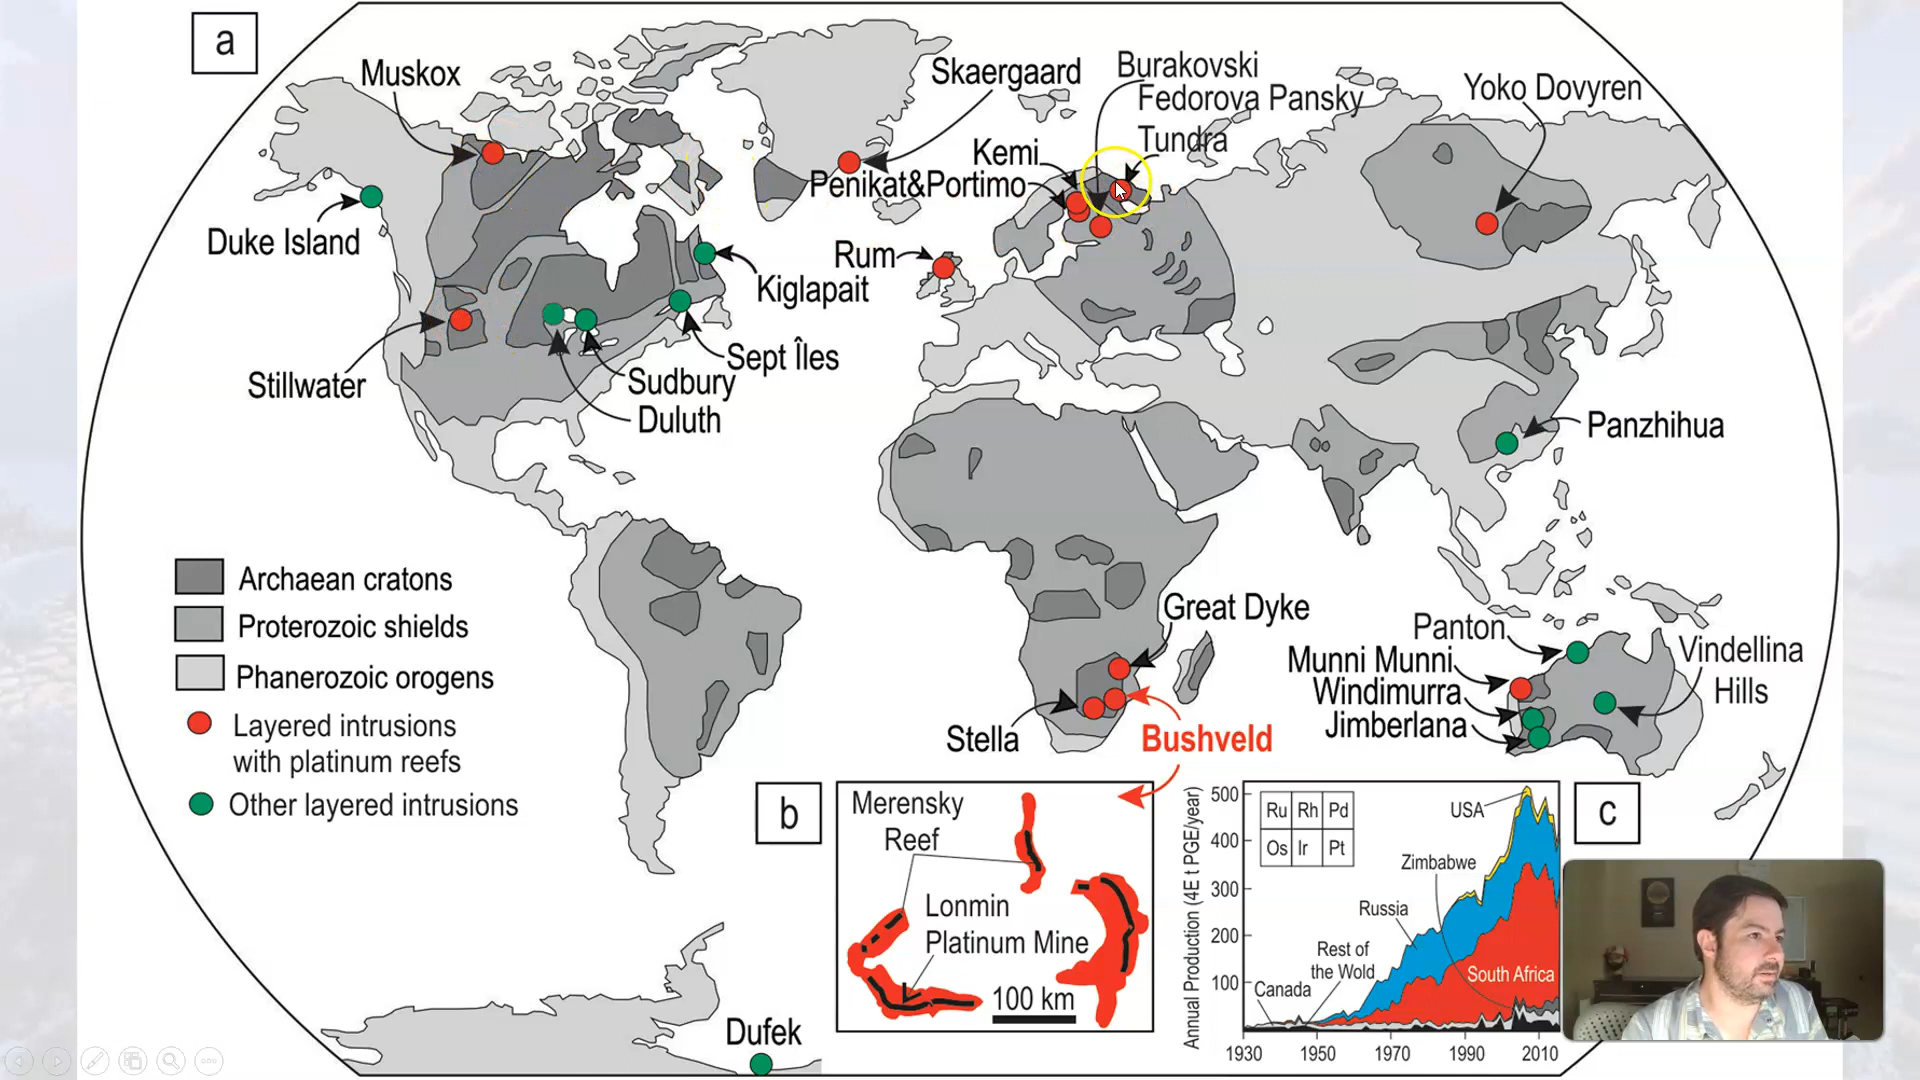 a
Muskox
Skaergaard
Burakovski
Fedorova Pansky
Tundra
Yoko Dovyren
Kemi
Penikat&Portimo
Duke Island
Rum
Kiglapait
Stillwater
Sept Îles
Sudbury
Duluth
Panzhihua
Archaean cratons
Proterozoic shields
Phanerozoic orogens
Layered intrusions
with platinum reefs
Other layered intrusions
Great Dyke
Stella
Bushveld
Panton
Munni Munni
Windimurra
Jimberlana
Vindellina
Hills
Dufek
b
Merensky
Reef
Lonmin
Platinum Mine
100 km
c
Annual Production (4E t PGE/year)
500
400
300
200
100
Ru Rh Pd
Os Ir Pt
USA
Zimbabwe
Russia
Rest of
the Wold
South Africa
Canada
1930 1950 1970 1990 2010